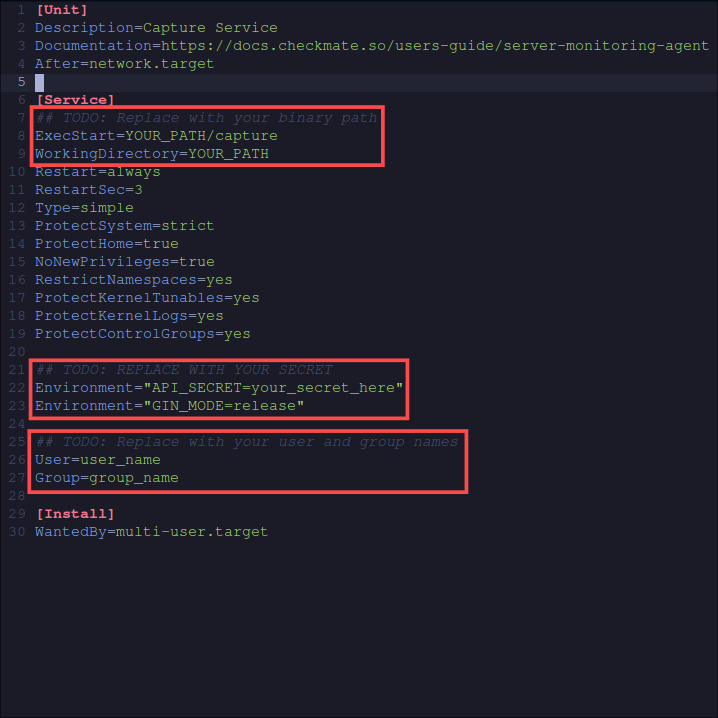 1 [Unit]
2 Description=Capture Service
3 Documentation=https://docs.checkmate.so/users-guide/server-monitoring-agent
4 After=network.target
5
6 [Service]
7 ## TODO: Replace with your binary path
8 ExecStart=YOUR_PATH/capture
9 WorkingDirectory=YOUR_PATH
10 Restart=always
11 RestartSec=3
12 Type=simple
13 ProtectSystem=strict
14 ProtectHome=true
15 NoNewPrivileges=true
16 RestrictNamespaces=yes
17 ProtectKernelTunables=yes
18 ProtectKernelLogs=yes
19 ProtectControlGroups=yes
20
21 ## TODO: REPLACE WITH YOUR SECRET
22 Environment="API_SECRET=your_secret_here"
23 Environment="GIN_MODE=release"
24
25 ## TODO: Replace with your user and group names
26 User=user_name
27 Group=group_name
28
29 [Install]
30 WantedBy=multi-user.target